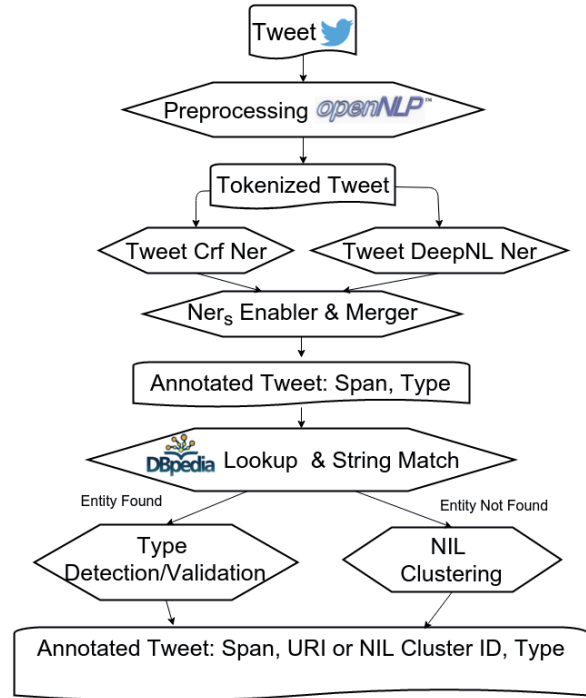 Tweet
Preprocessing openNLP™
Tokenized Tweet
Tweet Crf Ner
Tweet DeepNL Ner
Ners Enabler & Merger
Annotated Tweet: Span, Type
DBpedia Lookup & String Match
Entity Found
Entity Not Found
Type
Detection/Validation
NIL
Clustering
Annotated Tweet: Span, URI or NIL Cluster ID, Type